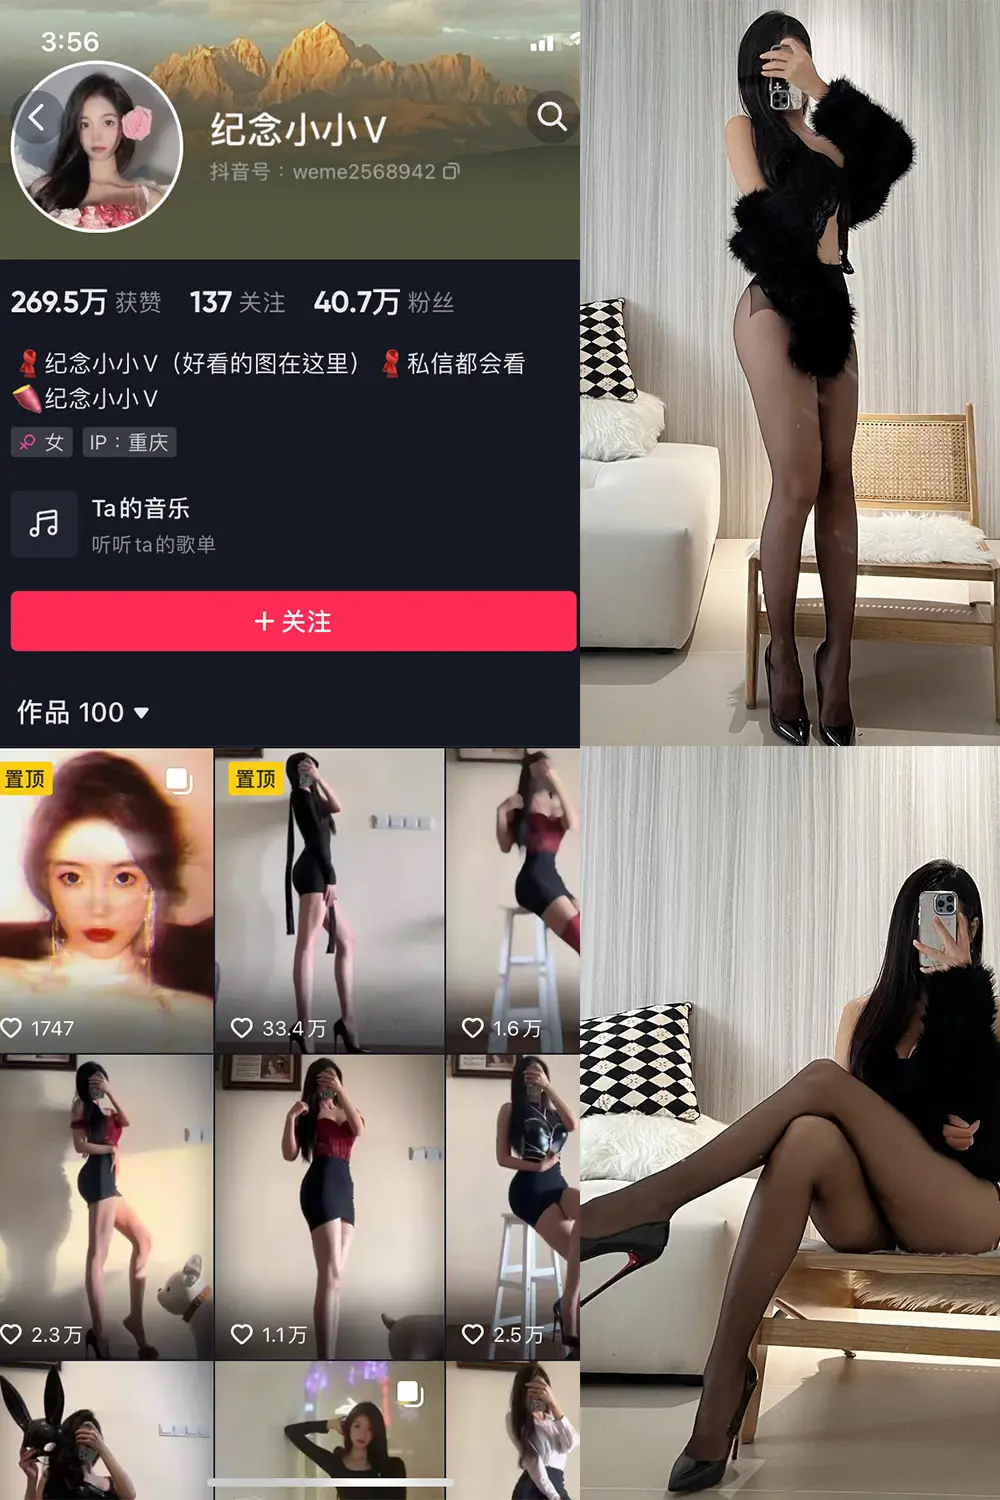 3:56
纪念小小V
抖音号：weme2568942
269.5万 获赞 137 关注 40.7万 粉丝
纪念小小V（好看的图在这里） 私信都会看
纪念小小V
女 IP：重庆
Ta的音乐
听听ta的歌单
+ 关注
作品 100
置顶
置顶
1747
33.4万
1.6万
2.3万
1.1万
2.5万